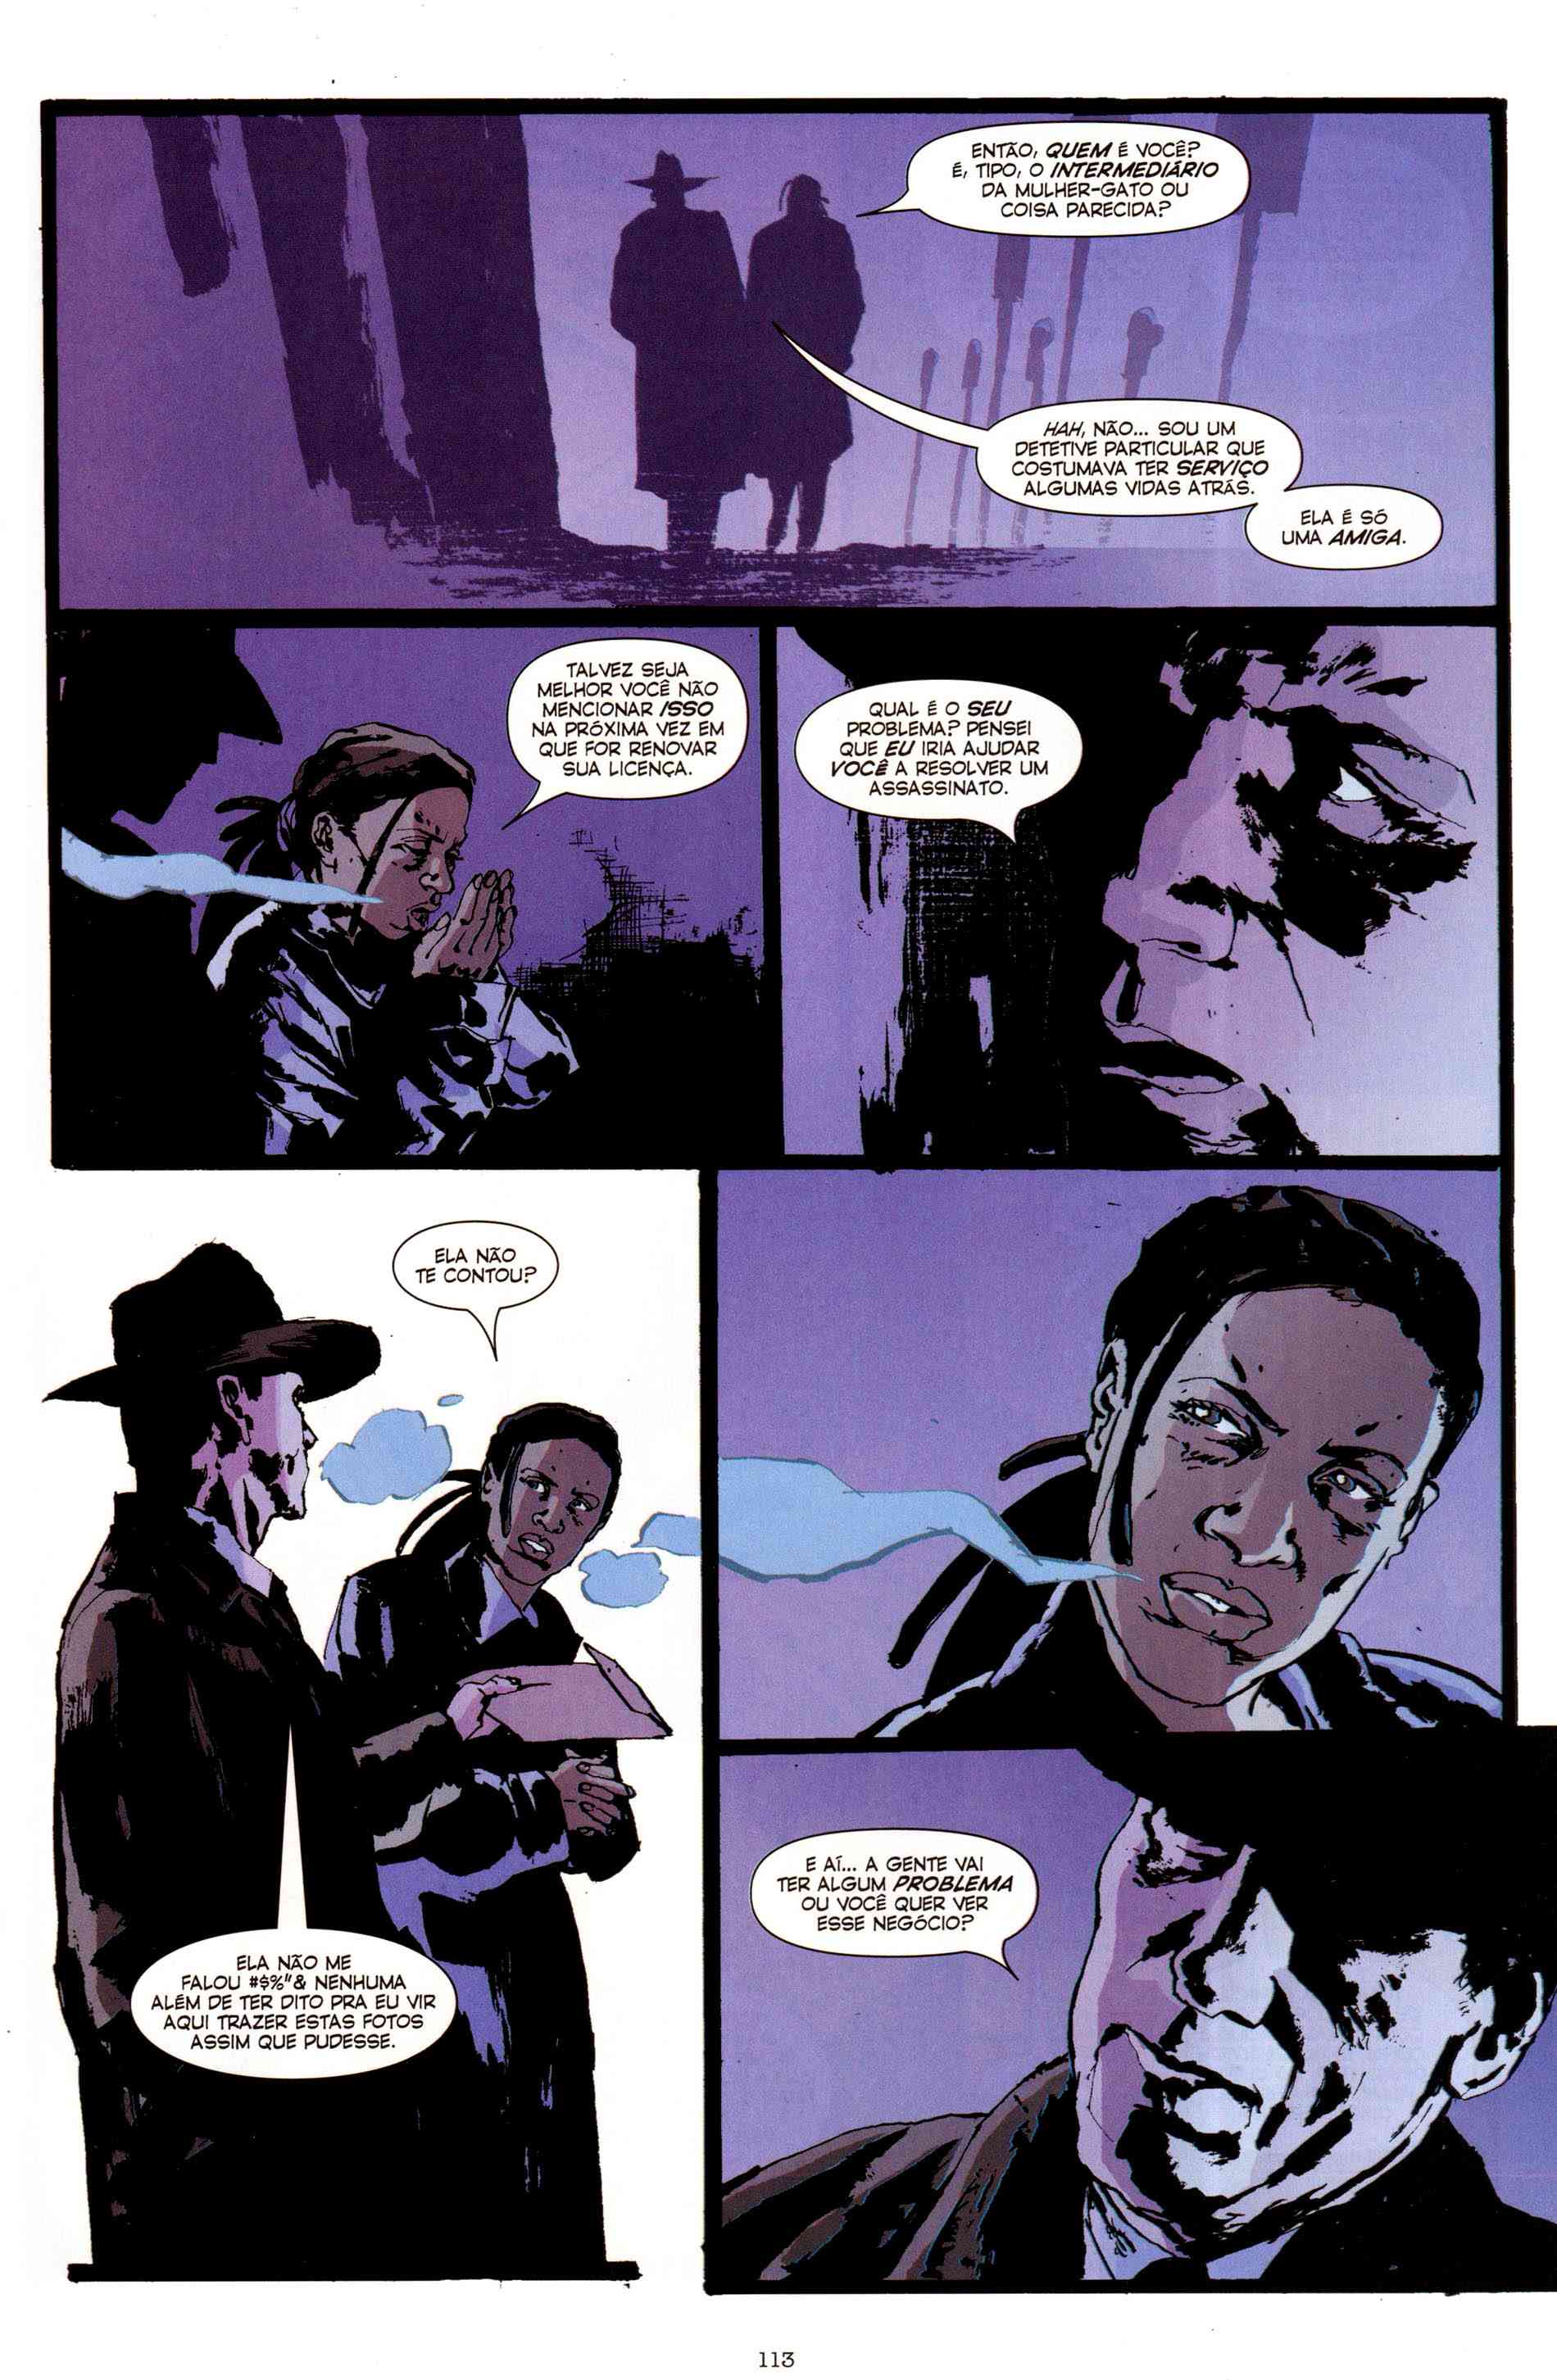 ENTÃO, QUEM É VOCÊ?
É, TIPO, O INTERMEDIÁRIO
DA MULHER-GATO OU
COISA PARECIDA?
HAH, NÃO... SOU UM
DETETIVE PARTICULAR QUE
COSTUMAVA TER SERVIÇO
ALGUMAS VIDAS ATRÁS.
ELA É SÓ
UMA AMIGA.
TALVEZ SEJA
MELHOR VOCÊ NÃO
MENCIONAR ISSO
NA PRÓXIMA VEZ EM
QUE FOR RENOVAR
SUA LICENÇA.
QUAL É O SEU
PROBLEMA? PENSEI
QUE EU IRIA AJUDAR
VOCÊ A RESOLVER UM
ASSASSINATO.
ELA NÃO
TE CONTOU?
ELA NÃO ME
FALOU #$%"& NENHUMA
ALÉM DE TER DITO PRA EU VIR
AQUI TRAZER ESTAS FOTOS
ASSIM QUE PUDESSE.
E AÍ... A GENTE VAI
TER ALGUM PROBLEMA
OU VOCÊ QUER VER
ESSE NEGÓCIO?
113